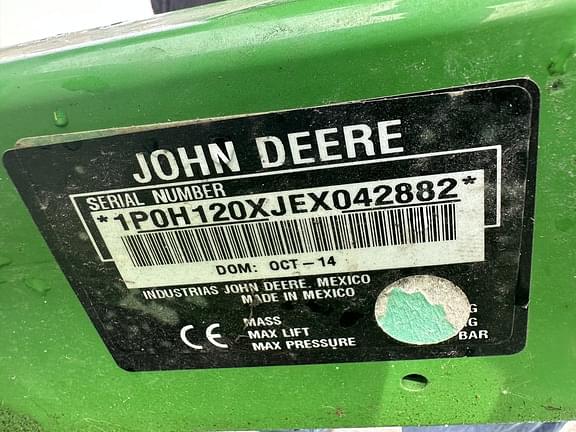 JOHN DEERE
SERIAL NUMBER
*1P0H120XJEX042882*
DOM: OCT-14
INDUSTRIAS JOHN DEERE, MEXICO
MADE IN MEXICO
CE MASS
MAX LIFT
MAX PRESSURE BAR